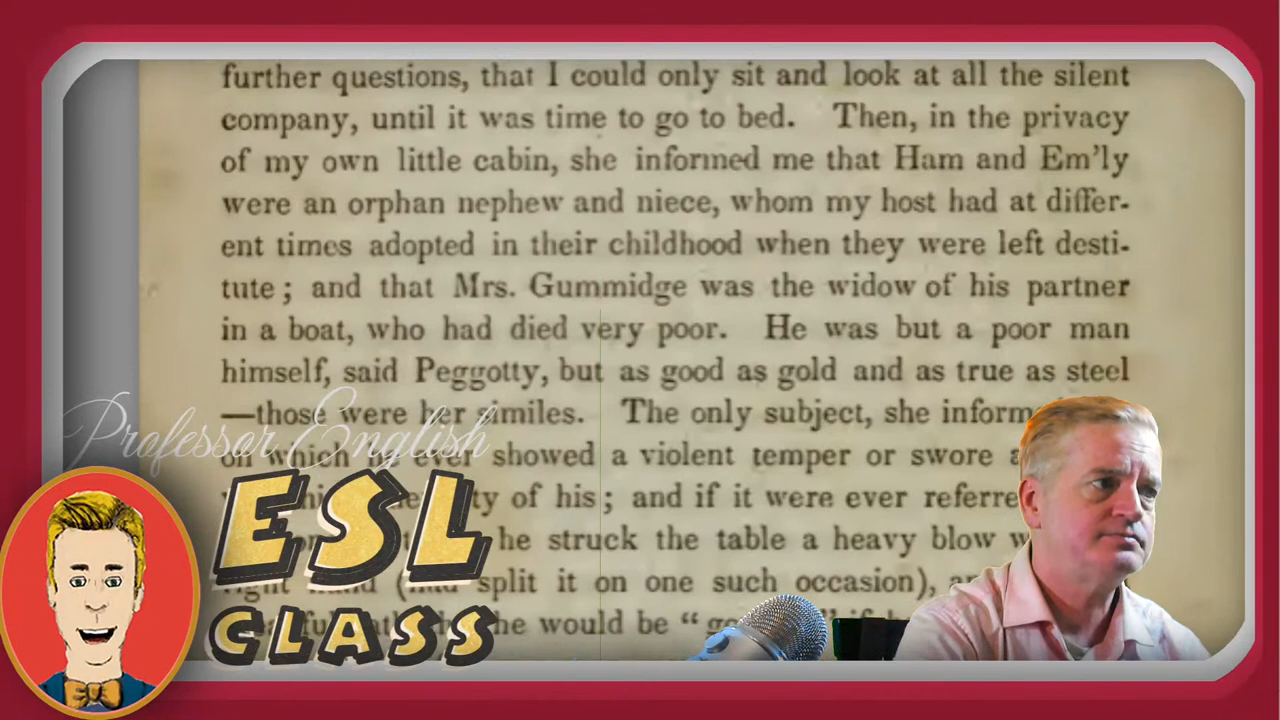 further questions, that I could only sit and look at all the silent
company, until it was time to go to bed. Then, in the privacy
of my own little cabin, she informed me that Ham and Em'ly
were an orphan nephew and niece, whom my host had at differ-
ent times adopted in their childhood when they were left desti-
tute; and that Mrs. Gummidge was the widow of his partner
in a boat, who had died very poor. He was but a poor man
himself, said Peggotty, but as good as gold and as true as steel
—those were her similes. The only subject, she
on which ever showed a violent temper or swore
of his; and if it were ever
he struck the table a heavy blow
split it on one such occasion),
he would be "
Professor English
ESL
CLASS